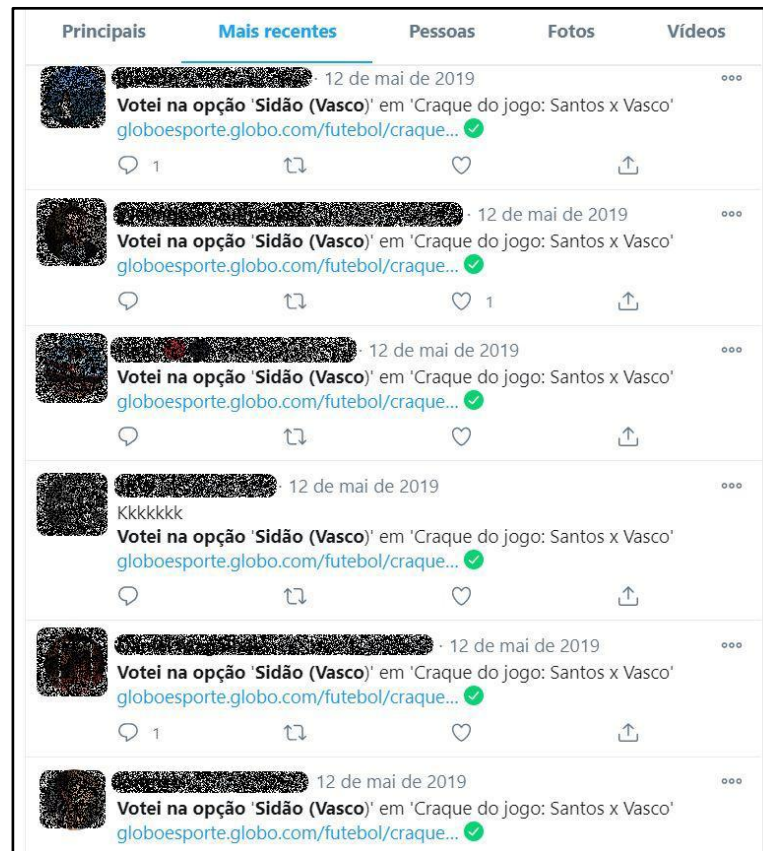 Principais Mais recentes Pessoas Fotos Vídeos
· 12 de mai de 2019
Votei na opção 'Sidão (Vasco)' em 'Craque do jogo: Santos x Vasco'
globoesporte.globo.com/futebol/craque...
1
· 12 de mai de 2019
Votei na opção 'Sidão (Vasco)' em 'Craque do jogo: Santos x Vasco'
globoesporte.globo.com/futebol/craque...
1
· 12 de mai de 2019
Votei na opção 'Sidão (Vasco)' em 'Craque do jogo: Santos x Vasco'
globoesporte.globo.com/futebol/craque...
· 12 de mai de 2019
Kkkkkkk
Votei na opção 'Sidão (Vasco)' em 'Craque do jogo: Santos x Vasco'
globoesporte.globo.com/futebol/craque...
· 12 de mai de 2019
Votei na opção 'Sidão (Vasco)' em 'Craque do jogo: Santos x Vasco'
globoesporte.globo.com/futebol/craque...
1
12 de mai de 2019
Votei na opção 'Sidão (Vasco)' em 'Craque do jogo: Santos x Vasco'
globoesporte.globo.com/futebol/craque...